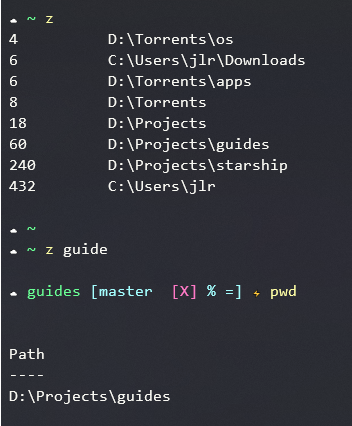 ~ z
4 D:\Torrents\os
6 C:\Users\jlr\Downloads
6 D:\Torrents\apps
8 D:\Torrents
18 D:\Projects
60 D:\Projects\guides
240 D:\Projects\starship
432 C:\Users\jlr
~
~ z guide
guides [master [X] % =] ⚡ pwd
Path
----
D:\Projects\guides